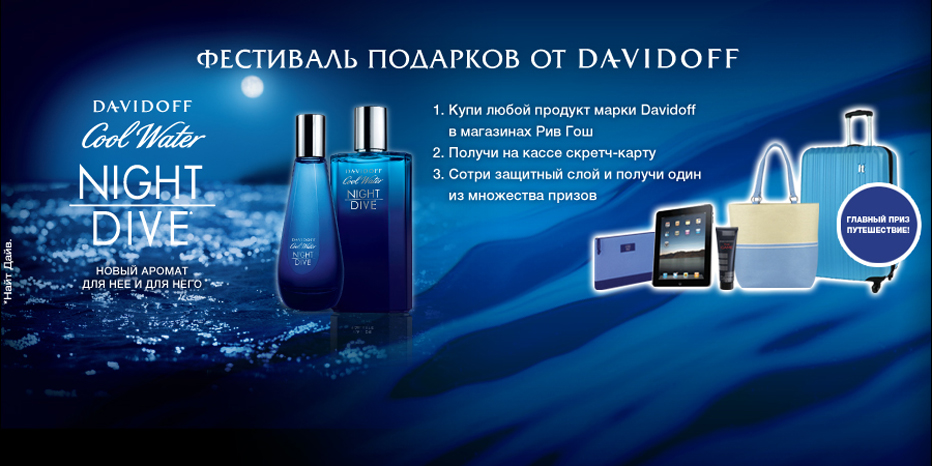 ФЕСТИВАЛЬ ПОДАРКОВ ОТ DAVIDOFF
DAVIDOFF
Cool Water
NIGHT
DIVE*
НОВЫЙ АРОМАТ
ДЛЯ НЕЕ И ДЛЯ НЕГО
*Найт Дайв.
DAVIDOFF
Cool Water
NIGHT
DIVE
DAVIDOFF
Cool Water
NIGHT
DIVE
1. Купи любой продукт марки Davidoff
в магазинах Рив Гош
2. Получи на кассе скретч-карту
3. Сотри защитный слой и получи один
из множества призов
ГЛАВНЫЙ ПРИЗ
ПУТЕШЕСТВИЕ!